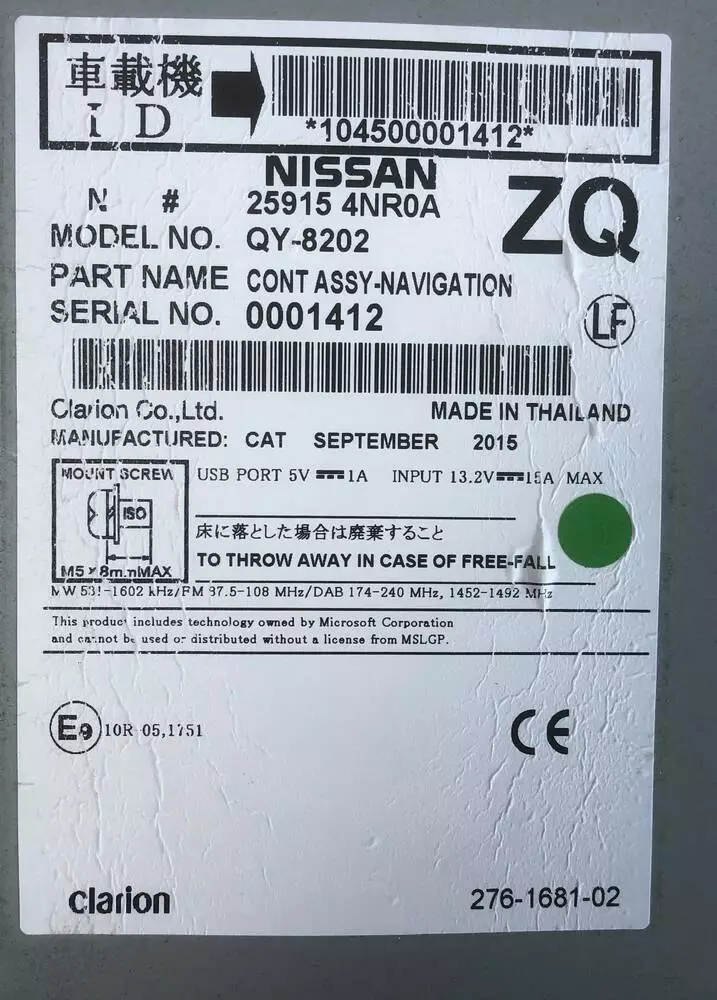 車載機
ID
*104500001412*
NISSAN
N #
25915 4NR0A
ZQ
MODEL NO. QY-8202
PART NAME CONT ASSY-NAVIGATION
SERIAL NO. 0001412
LF
Clarion Co.,Ltd. MADE IN THAILAND
MANUFACTURED: CAT SEPTEMBER 2015
MOUNT SCREW
ISO
M5 × 8mmMAX
USB PORT 5V 1A INPUT 13.2V 15A MAX
床に落とした場合は廃棄すること
TO THROW AWAY IN CASE OF FREE-FALL
MW 531-1602 kHz/FM 87.5-108 MHz/DAB 174-240 MHz, 1452-1492 MHz
This product includes technology owned by Microsoft Corporation
and cannot be used or distributed without a license from MSLGP.
E9 10R-05,1751
CE
clarion 276-1681-02